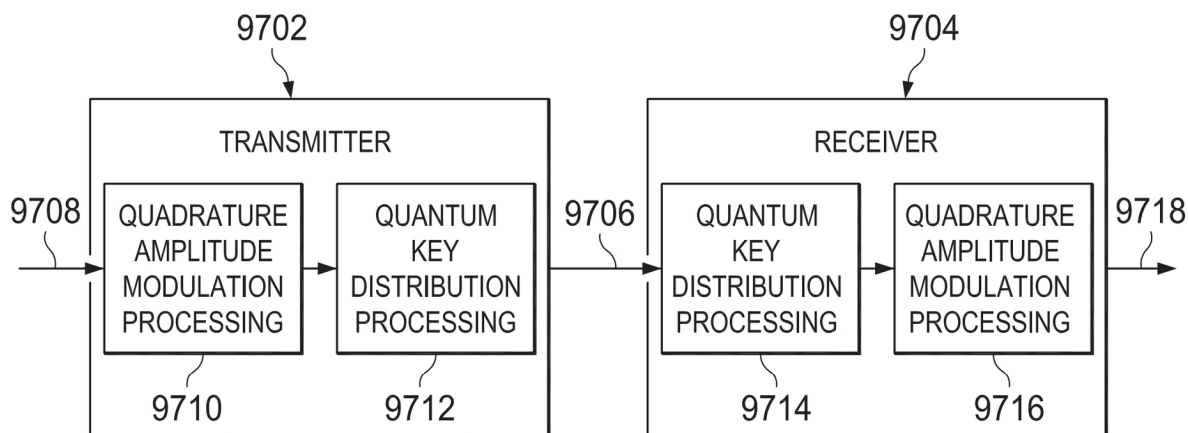 9702
9704
TRANSMITTER
RECEIVER
9708
QUADRATURE
AMPLITUDE
MODULATION
PROCESSING
QUANTUM
KEY
DISTRIBUTION
PROCESSING
9706
QUANTUM
KEY
DISTRIBUTION
PROCESSING
QUADRATURE
AMPLITUDE
MODULATION
PROCESSING
9718
9710
9712
9714
9716